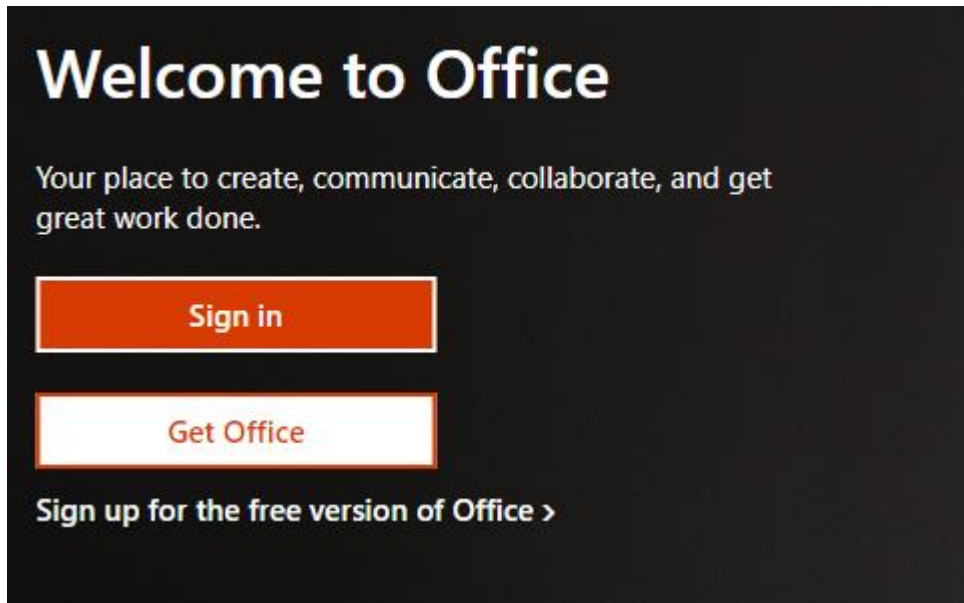 Welcome to Office
Your place to create, communicate, collaborate, and get
great work done.
Sign in
Get Office
Sign up for the free version of Office >